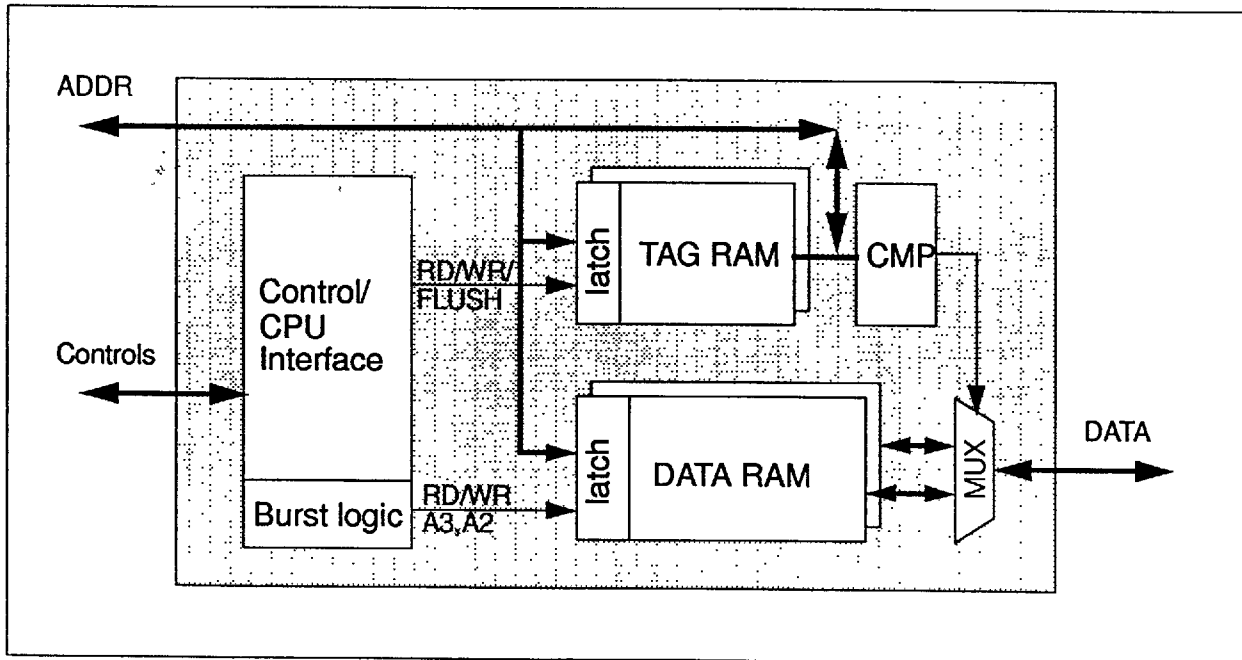 ADDR
Controls
Control/
CPU
Interface
Burst logic
RD/WR/
FLUSH
RD/WR
A3, A2
latch
TAG RAM
CMP
latch
DATA RAM
MUX
DATA